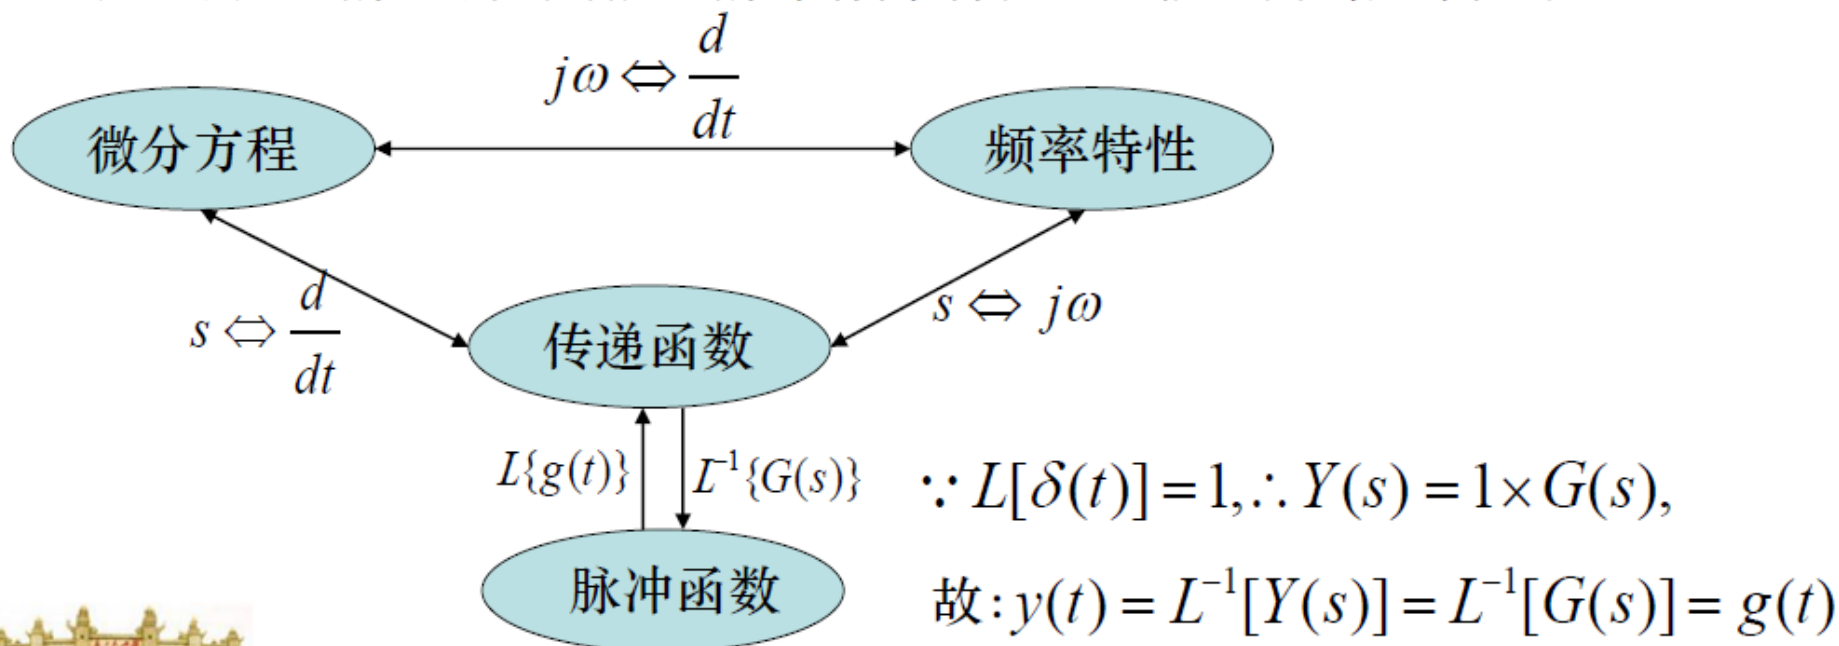 jω ⇔ d/dt
微分方程
频率特性
s ⇔ d/dt
s ⇔ jω
传递函数
L{g(t)}
L⁻¹{G(s)}
∵ L[δ(t)] = 1, ∴ Y(s) = 1 × G(s),
脉冲函数
故: y(t) = L⁻¹[Y(s)] = L⁻¹[G(s)] = g(t)